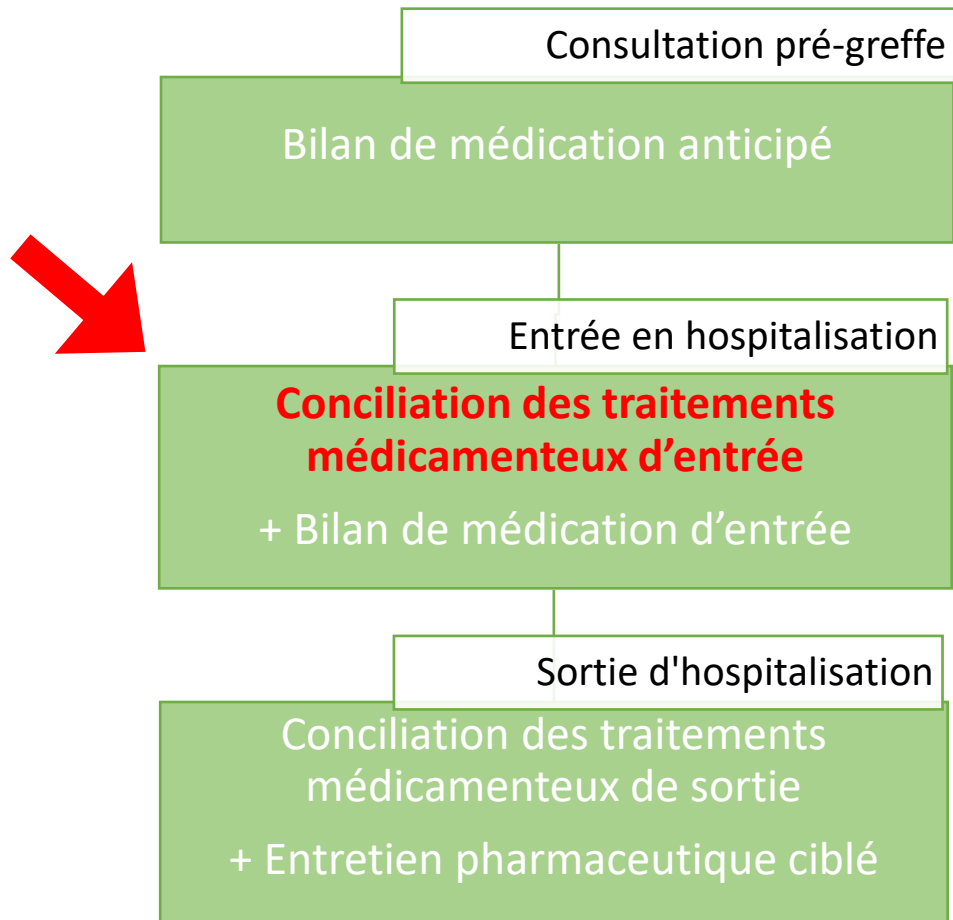 Consultation pré-greffe
Bilan de médication anticipé
Entrée en hospitalisation
Conciliation des traitements
médicamenteux d’entrée
+ Bilan de médication d’entrée
Sortie d'hospitalisation
Conciliation des traitements
médicamenteux de sortie
+ Entretien pharmaceutique ciblé